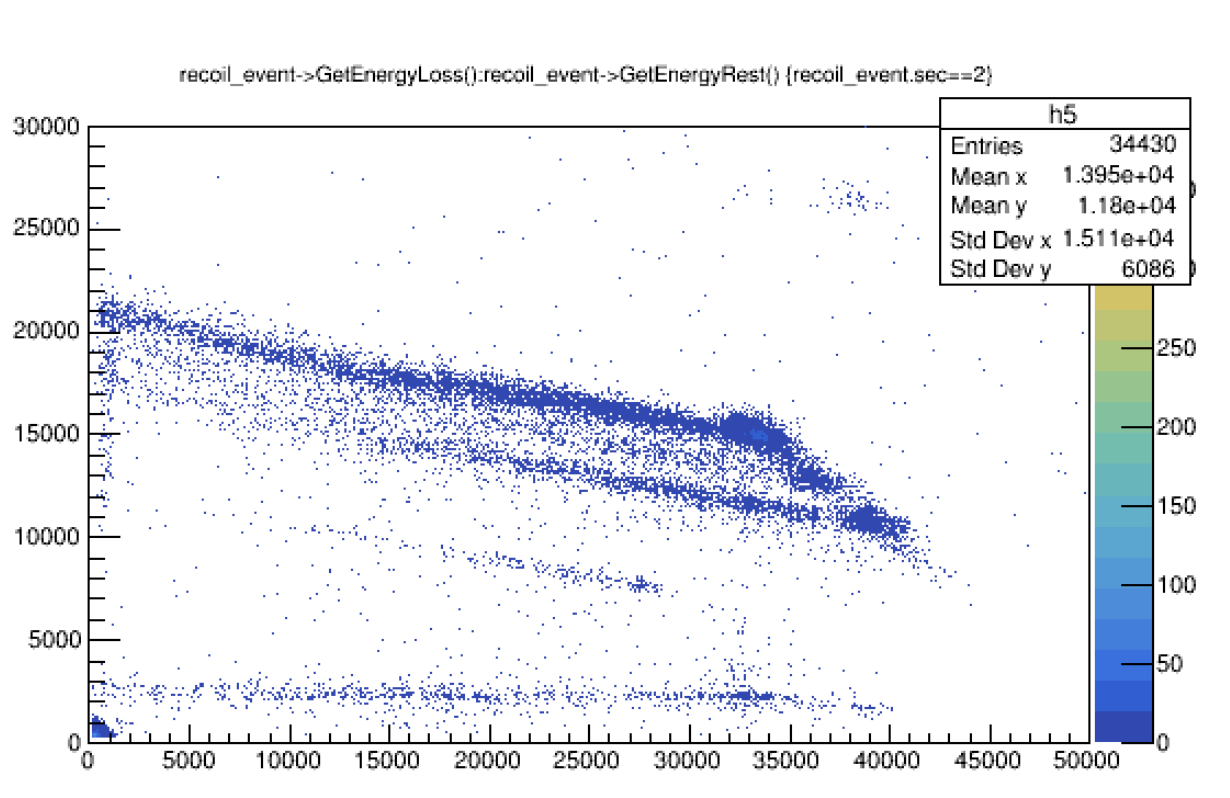 recoil_event->GetEnergyLoss():recoil_event->GetEnergyRest() {recoil_event.sec==2}
h5
Entries 34430
Mean x 1.395e+04
Mean y 1.18e+04
Std Dev x 1.511e+04
Std Dev y 6086
30000
25000
20000
15000
10000
5000
0
250
200
150
100
50
0
0 5000 10000 15000 20000 25000 30000 35000 40000 45000 50000